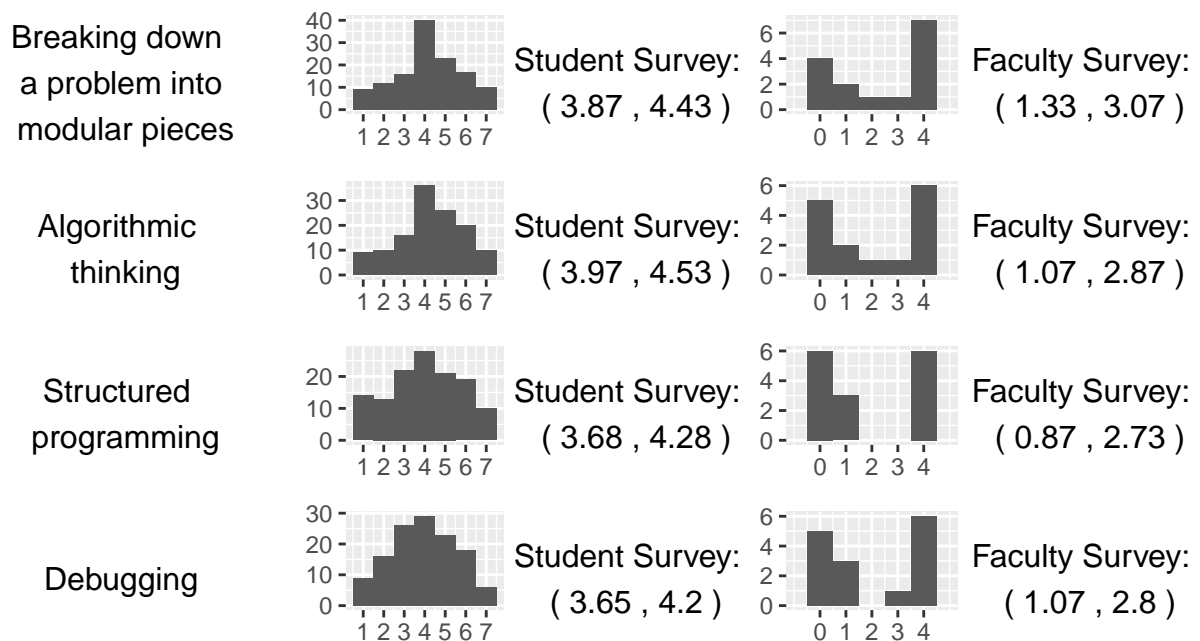 Breaking down
a problem into
modular pieces
40
30
20
10
0
1 2 3 4 5 6 7
Student Survey:
( 3.87 , 4.43 )
6
4
2
0
0 1 2 3 4
Faculty Survey:
( 1.33 , 3.07 )
Algorithmic
thinking
30
20
10
0
1 2 3 4 5 6 7
Student Survey:
( 3.97 , 4.53 )
6
4
2
0
0 1 2 3 4
Faculty Survey:
( 1.07 , 2.87 )
Structured
programming
20
10
0
1 2 3 4 5 6 7
Student Survey:
( 3.68 , 4.28 )
6
4
2
0
0 1 2 3 4
Faculty Survey:
( 0.87 , 2.73 )
Debugging
30
20
10
0
1 2 3 4 5 6 7
Student Survey:
( 3.65 , 4.2 )
6
4
2
0
0 1 2 3 4
Faculty Survey:
( 1.07 , 2.8 )